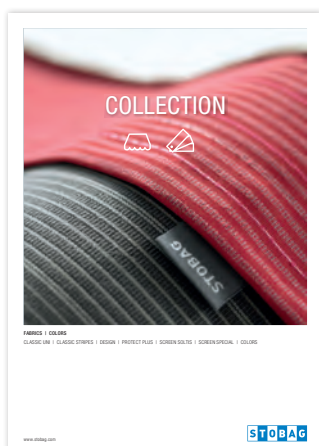 COLLECTION
STOBAG
FABRICS | COLORS
CLASSIC UNI | CLASSIC STRIPES | DESIGN | PROTECT PLUS | SCREEN SOLTIS | SCREEN SPECIAL | COLORS
www.stobag.com
STOBAG